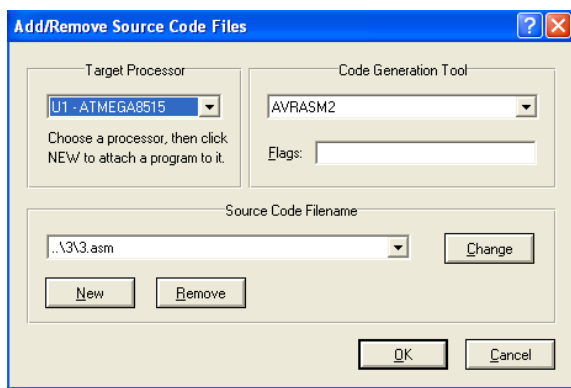 Add/Remove Source Code Files
Target Processor
U1 - ATMEGA8515
Choose a processor, then click
NEW to attach a program to it.
Code Generation Tool
AVRASM2
Flags:
Source Code Filename
..\3\3.asm
Change
New
Remove
OK
Cancel